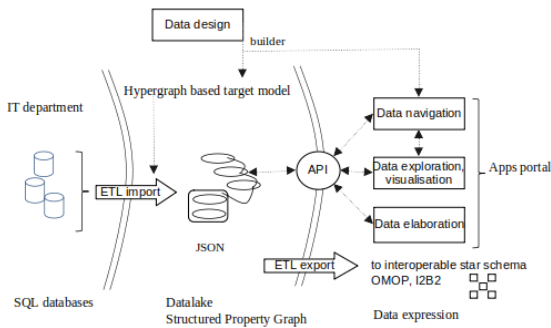 Data design
builder
Hypergraph based target model
IT department
Data navigation
API
Data exploration,
visualisation
Apps portal
ETL import
Data elaboration
JSON
ETL export
to interoperable star schema
OMOP, I2B2
SQL databases
Datalake
Structured Property Graph
Data expression